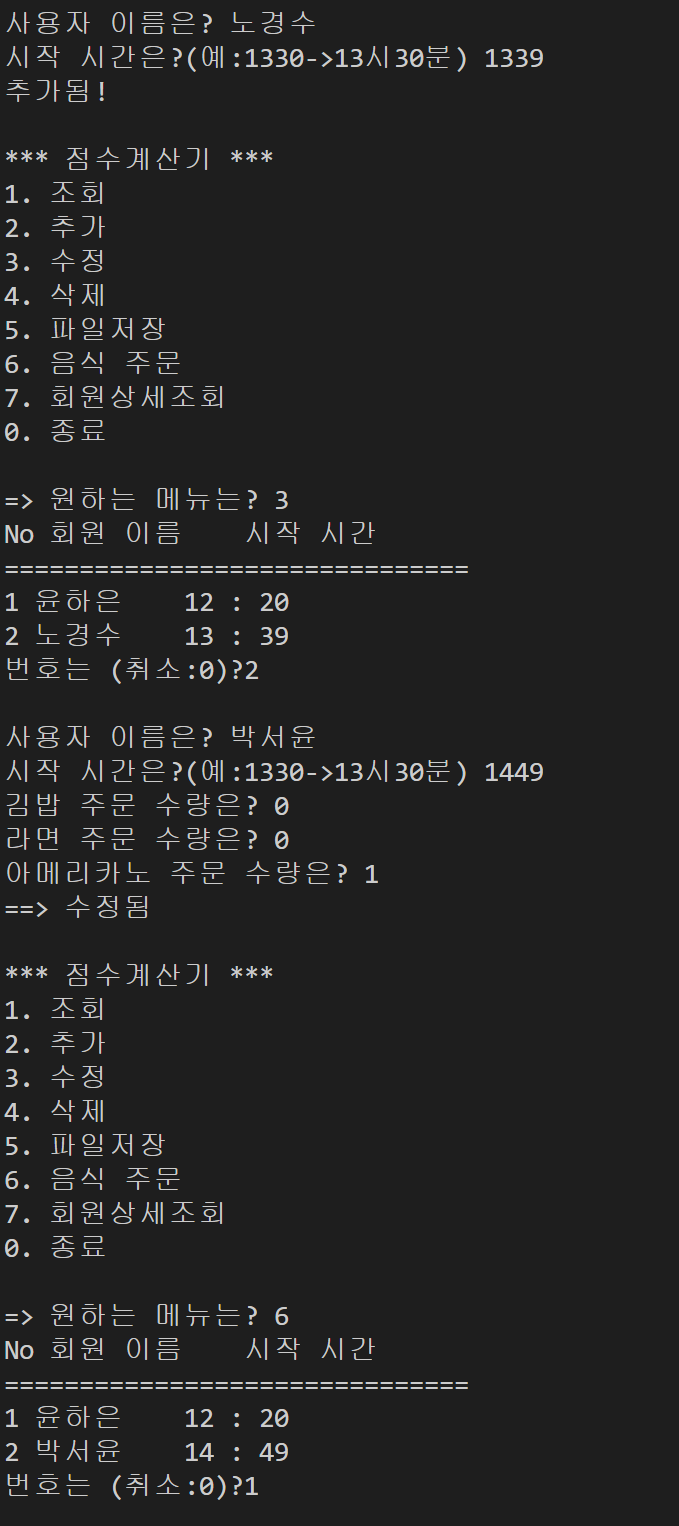 사용자 이름은? 노경수
시작 시간은?(예:1330->13시30분) 1339
추가됨!
*** 점수계산기 ***
1. 조회
2. 추가
3. 수정
4. 삭제
5. 파일저장
6. 음식 주문
7. 회원상세조회
0. 종료
=> 원하는 메뉴는? 3
No 회원 이름    시작 시간
===============================
1 윤하은    12 : 20
2 노경수    13 : 39
번호는 (취소:0)?2
사용자 이름은? 박서윤
시작 시간은?(예:1330->13시30분) 1449
김밥 주문 수량은? 0
라면 주문 수량은? 0
아메리카노 주문 수량은? 1
==> 수정됨
*** 점수계산기 ***
1. 조회
2. 추가
3. 수정
4. 삭제
5. 파일저장
6. 음식 주문
7. 회원상세조회
0. 종료
=> 원하는 메뉴는? 6
No 회원 이름    시작 시간
===============================
1 윤하은    12 : 20
2 박서윤    14 : 49
번호는 (취소:0)?1